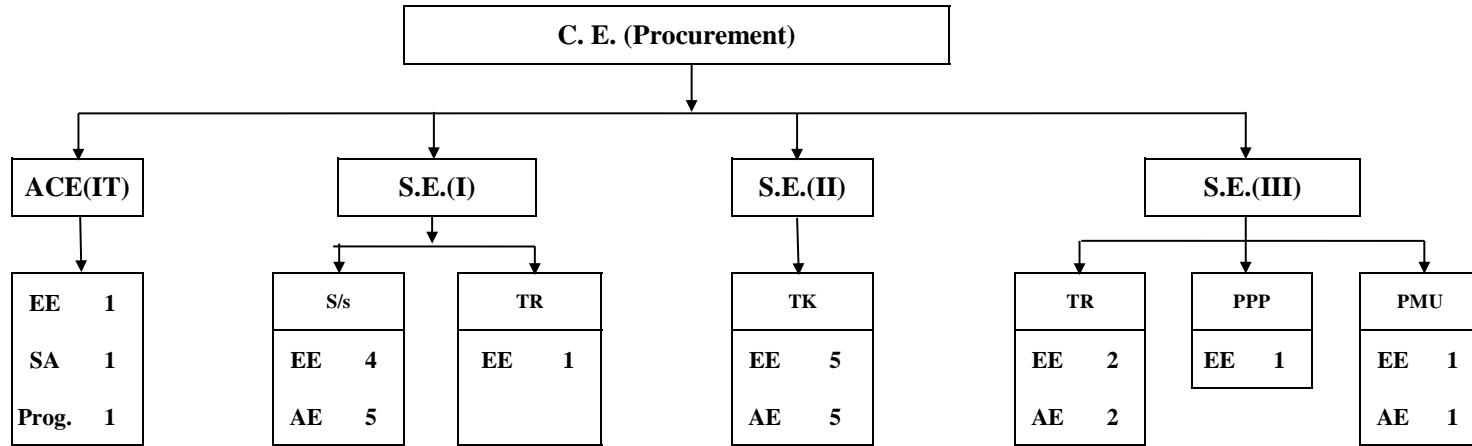 C. E. (Procurement)
ACE(IT) S.E.(I) S.E.(II) S.E.(III)
S/s TR TK TR PPP PMU
EE 1 EE 4 EE 1 EE 5 EE 2 EE 1 EE 1
SA 1
Prog. 1 AE 5 AE 5 AE 2 AE 1